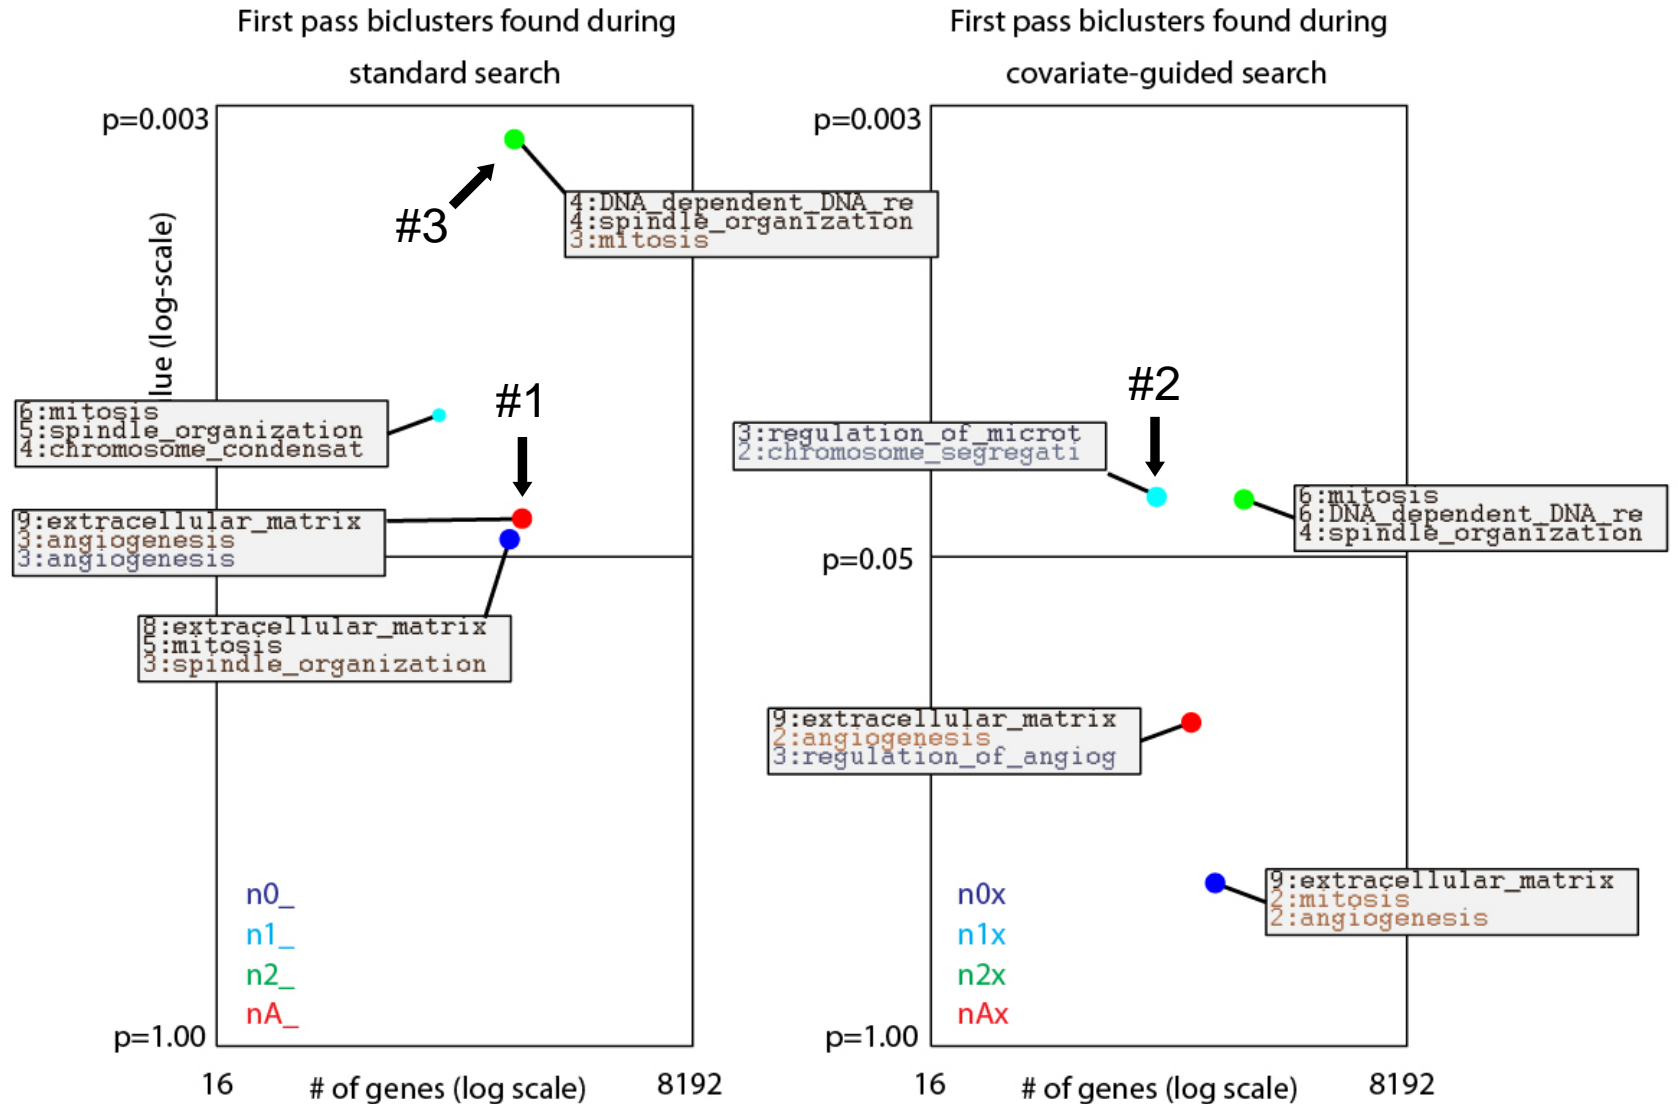 First pass biclusters found during
standard search
First pass biclusters found during
covariate-guided search
p=0.003
p=0.003
#3
4:DNA_dependent_DNA_re
4:spindle_organization
3:mitosis
lue (log-scale)
#1
#2
6:mitosis
5:spindle_organization
4:chromosome_condensat
3:regulation_of_microt
2:chromosome_segregati
6:mitosis
6:DNA_dependent_DNA_re
4:spindle_organization
9:extracellular_matrix
3:angiogenesis
3:angiogenesis
p=0.05
8:extracellular_matrix
5:mitosis
3:spindle_organization
9:extracellular_matrix
2:angiogenesis
3:regulation_of_angiog
9:extracellular_matrix
2:mitosis
2:angiogenesis
n0_
n1_
n2_
nA_
n0x
n1x
n2x
nAx
p=1.00
p=1.00
16
# of genes (log scale)
8192
16
# of genes (log scale)
8192